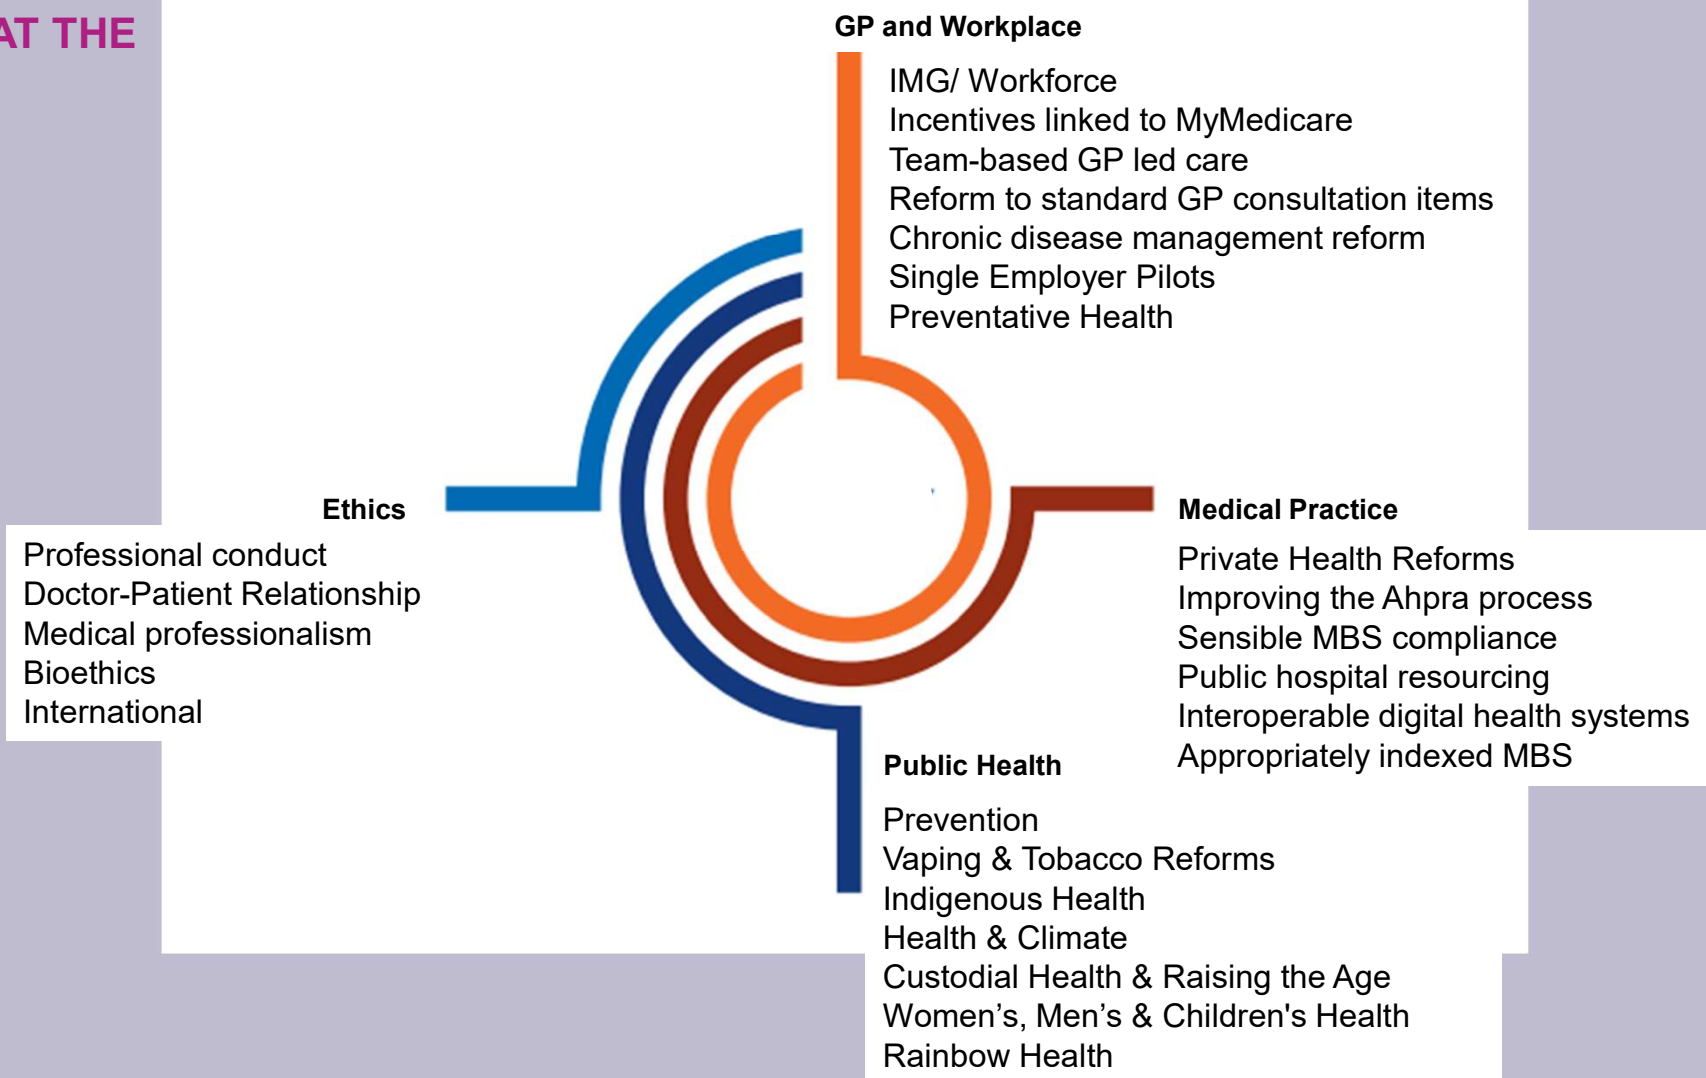 AT THE
GP and Workplace
IMG/ Workforce
Incentives linked to MyMedicare
Team-based GP led care
Reform to standard GP consultation items
Chronic disease management reform
Single Employer Pilots
Preventative Health
Ethics
Professional conduct
Doctor-Patient Relationship
Medical professionalism
Bioethics
International
Medical Practice
Private Health Reforms
Improving the Ahpra process
Sensible MBS compliance
Public hospital resourcing
Interoperable digital health systems
Appropriately indexed MBS
Public Health
Prevention
Vaping & Tobacco Reforms
Indigenous Health
Health & Climate
Custodial Health & Raising the Age
Women’s, Men’s & Children's Health
Rainbow Health